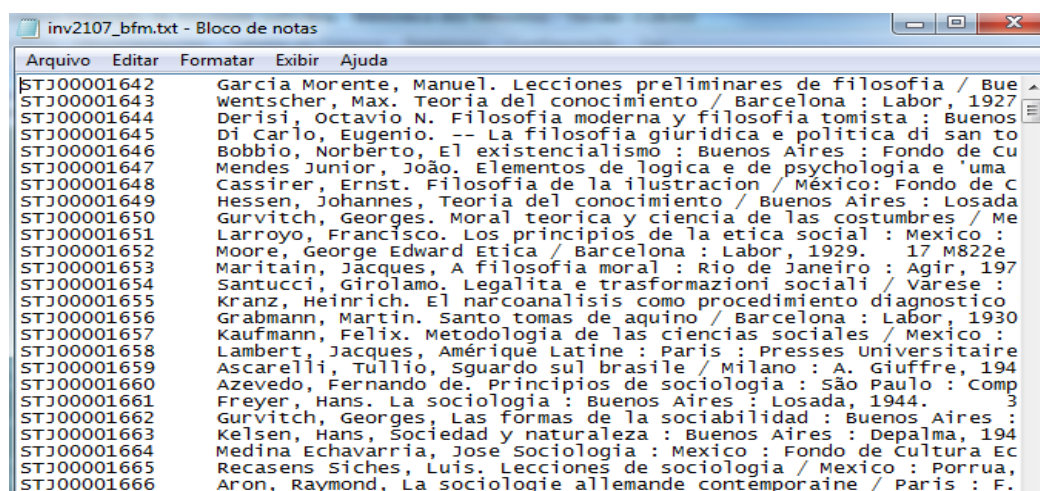 inv2107_bfm.txt - Bloco de notas
Arquivo Editar Formatar Exibir Ajuda
STJ00001642 Garcia Morente, Manuel. Lecciones preliminares de filosofia / Bue
STJ00001643 Wentscher, Max. Teoria del conocimiento / Barcelona : Labor, 1927
STJ00001644 Derisi, Octavio N. Filosofia moderna y filosofia tomista : Buenos
STJ00001645 Di Carlo, Eugenio. -- La filosofia giuridica e politica di san to
STJ00001646 Bobbio, Norberto, El existencialismo : Buenos Aires : Fondo de Cu
STJ00001647 Mendes Junior, João. Elementos de logica e de psychologia e 'uma
STJ00001648 Cassirer, Ernst. Filosofia de la ilustracion / México: Fondo de C
STJ00001649 Hessen, Johannes, Teoria del conocimiento / Buenos Aires : Losada
STJ00001650 Gurvitch, Georges. Moral teorica y ciencia de las costumbres / Me
STJ00001651 Larroyo, Francisco. Los principios de la etica social : Mexico :
STJ00001652 Moore, George Edward Etica / Barcelona : Labor, 1929. 17 M822e
STJ00001653 Maritain, Jacques, A filosofia moral : Rio de Janeiro : Agir, 197
STJ00001654 Santucci, Girolamo. Legalita e trasformazioni sociali / Varese :
STJ00001655 Kranz, Heinrich. El narcoanalisis como procedimiento diagnostico
STJ00001656 Grabmann, Martin. Santo tomas de aquino / Barcelona : Labor, 1930
STJ00001657 Kaufmann, Felix. Metodologia de las ciencias sociales / Mexico :
STJ00001658 Lambert, Jacques, Amérique Latine : Paris : Presses Universitaire
STJ00001659 Ascarelli, Tullio, Sguardo sul brasile / Milano : A. Giuffre, 194
STJ00001660 Azevedo, Fernando de. Principios de sociologia : São Paulo : Comp
STJ00001661 Freyer, Hans. La sociologia : Buenos Aires : Losada, 1944. 3
STJ00001662 Gurvitch, Georges, Las formas de la sociabilidad : Buenos Aires :
STJ00001663 Kelsen, Hans, Sociedad y naturaleza : Buenos Aires : Depalma, 194
STJ00001664 Medina Echavarria, Jose Sociologia : Mexico : Fondo de Cultura Ec
STJ00001665 Recasens Siches, Luis. Lecciones de sociologia / Mexico : Porrua,
STJ00001666 Aron, Raymond, La sociologie allemande contemporaine / Paris : F.